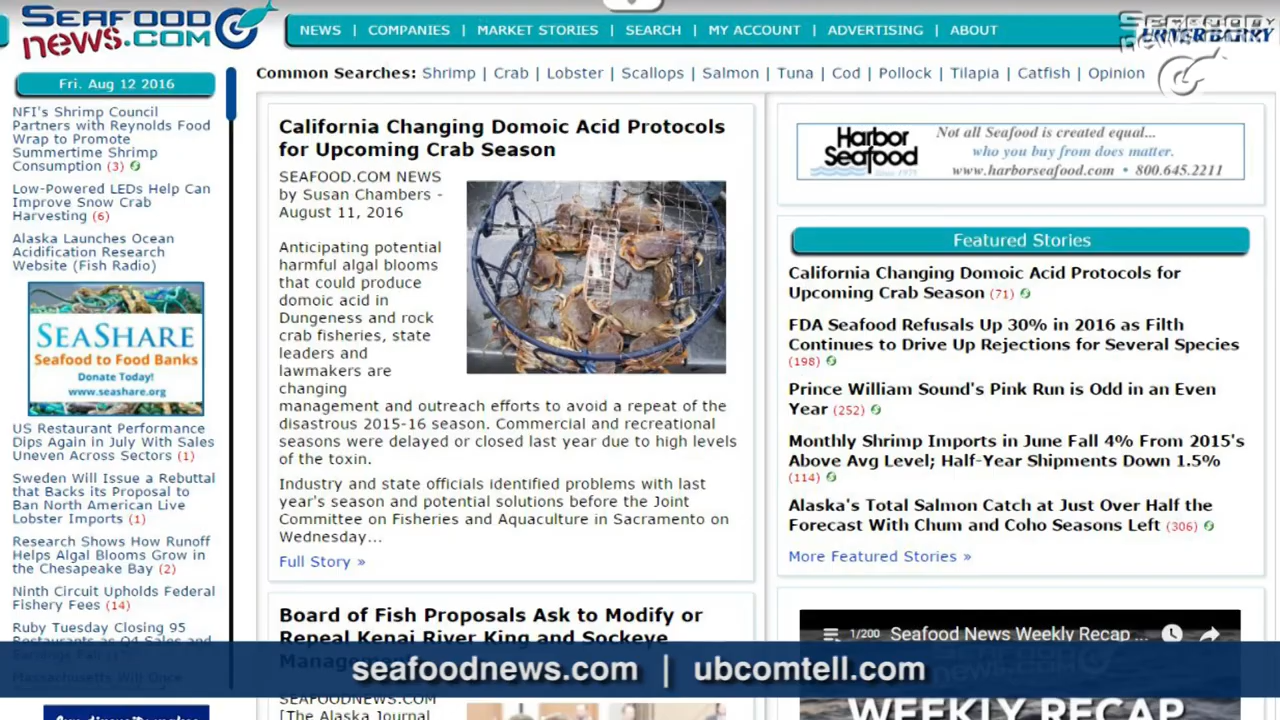 SEAFOOD
news.COM
NEWS | COMPANIES | MARKET STORIES | SEARCH | MY ACCOUNT | ADVERTISING | ABOUT
SEAFOOD
news
Common Searches: Shrimp | Crab | Lobster | Scallops | Salmon | Tuna | Cod | Pollock | Tilapia | Catfish | Opinion
Fri. Aug 12 2016
NFI's Shrimp Council
Partners with Reynolds Food
Wrap to Promote
Summertime Shrimp
Consumption (3)
Low-Powered LEDs Help Can
Improve Snow Crab
Harvesting (6)
Alaska Launches Ocean
Acidification Research
Website (Fish Radio)
SEASHARE
Seafood to Food Banks
Donate Today!
www.seashare.org
US Restaurant Performance
Dips Again in July With Sales
Uneven Across Sectors (1)
Sweden Will Issue a Rebuttal
that Backs its Proposal to
Ban North American Live
Lobster Imports (1)
Research Shows How Runoff
Helps Algal Blooms Grow in
the Chesapeake Bay (2)
Ninth Circuit Upholds Federal
Fishery Fees (14)
Ruby Tuesday Closing 95
Restaurants as Q4 Sales and
Earnings Fall
Massachusetts Will Once
California Changing Domoic Acid Protocols
for Upcoming Crab Season
SEAFOOD.COM NEWS
by Susan Chambers -
August 11, 2016
Anticipating potential
harmful algal blooms
that could produce
domoic acid in
Dungeness and rock
crab fisheries, state
leaders and
lawmakers are
changing
management and outreach efforts to avoid a repeat of the
disastrous 2015-16 season. Commercial and recreational
seasons were delayed or closed last year due to high levels
of the toxin.
Industry and state officials identified problems with last
year's season and potential solutions before the Joint
Committee on Fisheries and Aquaculture in Sacramento on
Wednesday...
Full Story »
Board of Fish Proposals Ask to Modify or
Repeal Kenai River King and Sockeye
Management
SEAFOODNEWS.COM
[The Alaska Journal
Harbor
Seafood
Since 1975
Not all Seafood is created equal...
who you buy from does matter.
www.harborseafood.com • 800.645.2211
Featured Stories
California Changing Domoic Acid Protocols for
Upcoming Crab Season (71)
FDA Seafood Refusals Up 30% in 2016 as Filth
Continues to Drive Up Rejections for Several Species
(198)
Prince William Sound's Pink Run is Odd in an Even
Year (252)
Monthly Shrimp Imports in June Fall 4% From 2015's
Above Avg Level; Half-Year Shipments Down 1.5%
(114)
Alaska's Total Salmon Catch at Just Over Half the
Forecast With Chum and Coho Seasons Left (306)
More Featured Stories »
1/200 Seafood News Weekly Recap ...
WEEKLY RECAP
seafoodnews.com | ubcomtell.com